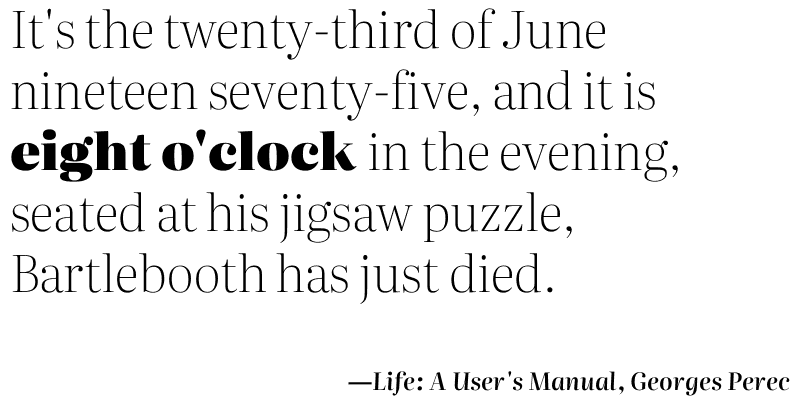 It's the twenty-third of June
nineteen seventy-five, and it is
eight o'clock in the evening,
seated at his jigsaw puzzle,
Bartlebooth has just died.
—Life: A User's Manual, Georges Perec